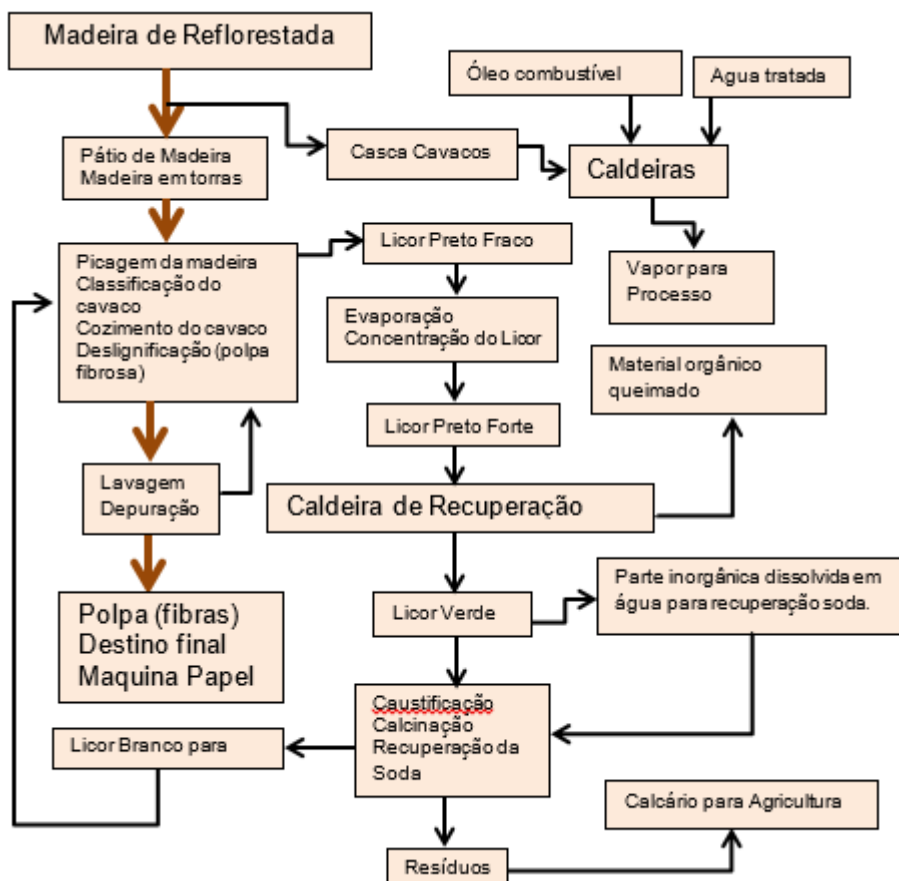 Madeira de Reflorestada
Óleo combustível
Agua tratada
Pátio de Madeira
Madeira em torras
Casca Cavacos
Caldeiras
Picagem da madeira
Classificação do
cavaco
Cozimento do cavaco
Deslignificação (polpa
fibrosa)
Licor Preto Fraco
Vapor para
Processo
Evaporação
Concentração do Licor
Material orgânico
queimado
Licor Preto Forte
Lavagem
Depuração
Caldeira de Recuperação
Parte inorgânica dissolvida em
água para recuperação soda.
Licor Verde
Polpa (fibras)
Destino final
Maquina Papel
Caustificação
Calcinação
Recuperação da
Soda
Licor Branco para
Calcário para Agricultura
Resíduos